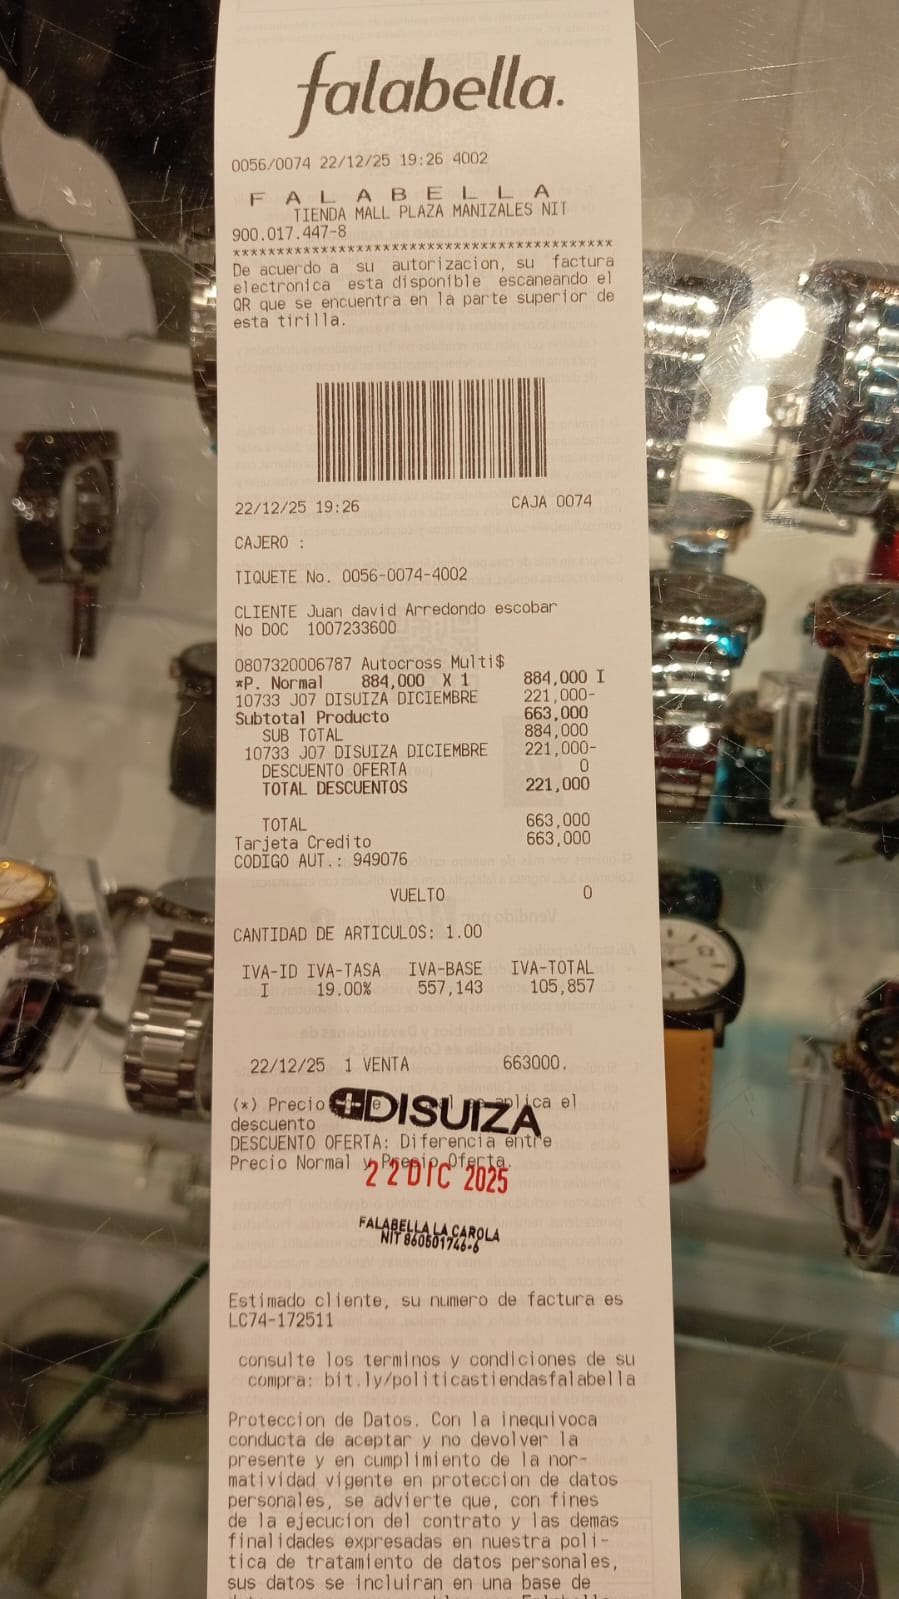 falabella.
0056/0074 22/12/25 19:26 4002
F A L A B E L L A
TIENDA MALL PLAZA MANIZALES NIT
900.017.447-8
*******************************************
De acuerdo a su autorizacion, su factura
electronica esta disponible escaneando el
QR que se encuentra en la parte superior de
esta tirilla.
22/12/25 19:26 CAJA 0074
CAJERO :
TIQUETE No. 0056-0074-4002
CLIENTE Juan david Arredondo escobar
No DOC 1007233600
0807320006787 Autocross Multi$
*P. Normal 884,000 X 1 884,000 I
10733 J07 DISUIZA DICIEMBRE 221,000-
Subtotal Producto 663,000
SUB TOTAL 884,000
10733 J07 DISUIZA DICIEMBRE 221,000-
DESCUENTO OFERTA 0
TOTAL DESCUENTOS 221,000
TOTAL 663,000
Tarjeta Credito 663,000
CODIGO AUT.: 949076
VUELTO 0
CANTIDAD DE ARTICULOS: 1.00
IVA-ID IVA-TASA IVA-BASE IVA-TOTAL
I 19.00% 557,143 105,857
22/12/25 1 VENTA 663000.
(*) Precio al se aplica el
DISUIZA
descuento
DESCUENTO OFERTA: Diferencia entre
Precio Normal y Precio Oferta.
22 DIC 2025
FALABELLA LA CAROLA
NIT 860501746-6
Estimado cliente, su numero de factura es
LC74-172511
consulte los terminos y condiciones de su
compra: bit.ly/politicastiendasfalabella
Proteccion de Datos. Con la inequivoca
conducta de aceptar y no devolver la
presente y en cumplimiento de la nor-
matividad vigente en proteccion de datos
personales, se advierte que, con fines
de la ejecucion del contrato y las demas
finalidades expresadas en nuestra poli-
tica de tratamiento de datos personales,
sus datos se incluiran en una base de